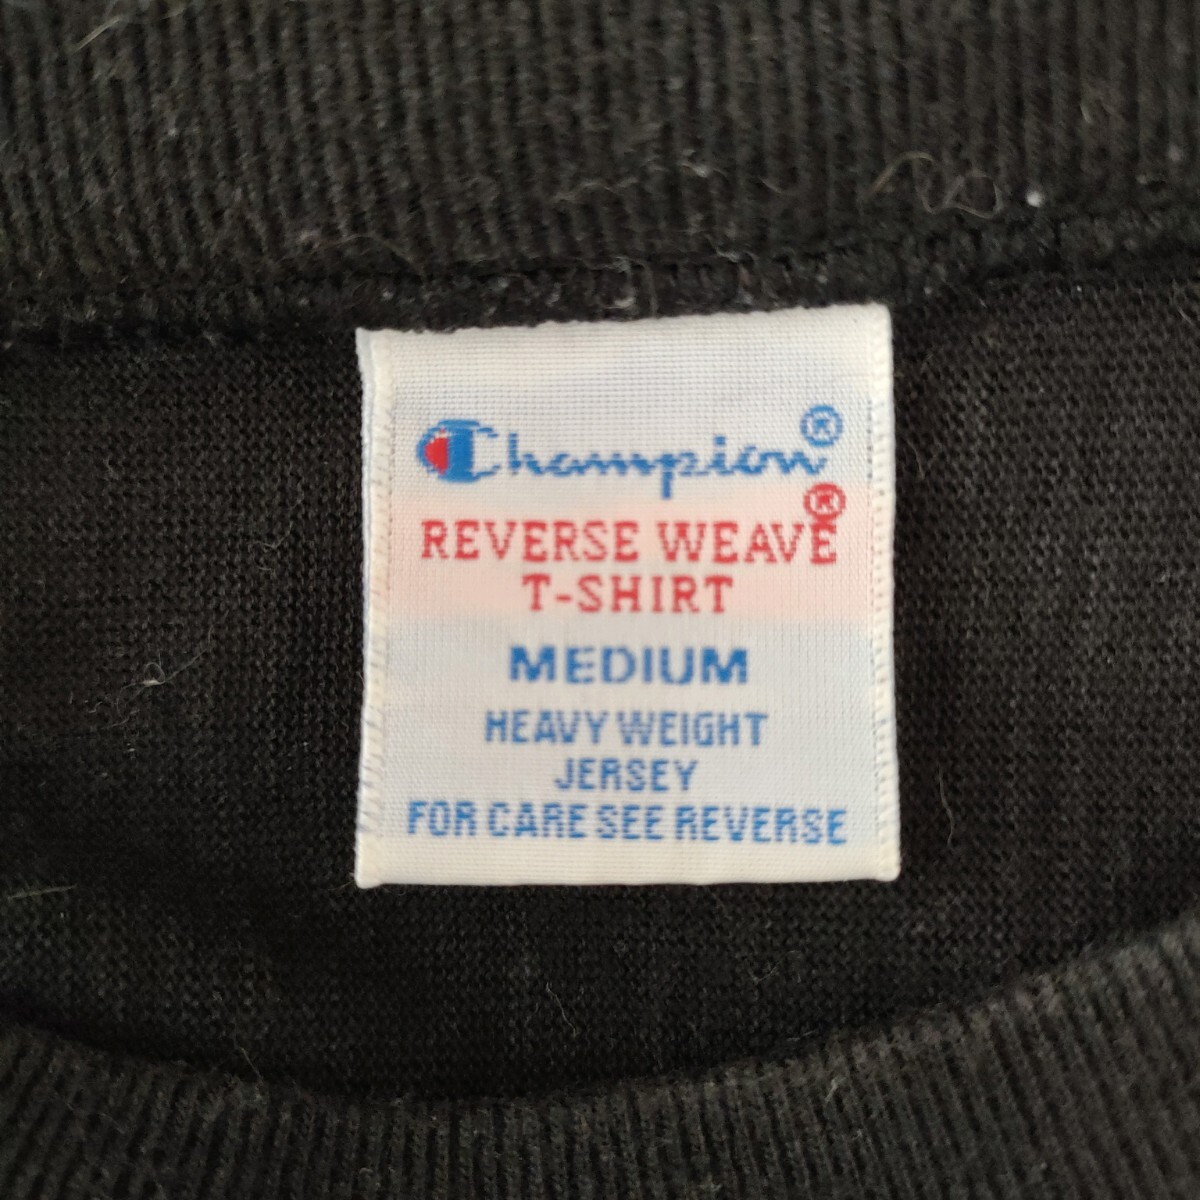 Champion®
REVERSE WEAVE®
T-SHIRT
MEDIUM
HEAVY WEIGHT
JERSEY
FOR CARE SEE REVERSE